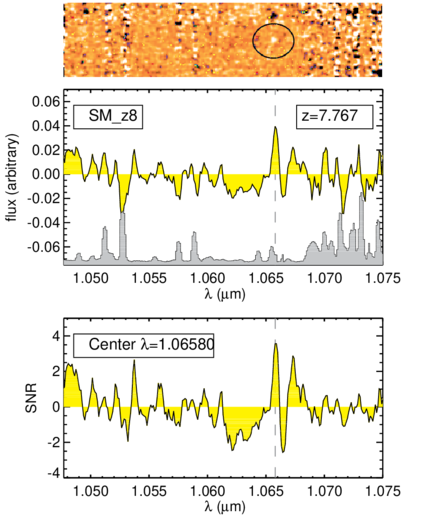 0.06
SM_z8
z=7.767
0.04
0.02
0.00
-0.02
-0.04
-0.06
flux (arbitrary)
1.050 1.055 1.060 1.065 1.070 1.075
λ (μm)
4
Center λ=1.06580
2
0
-2
-4
SNR
1.050 1.055 1.060 1.065 1.070 1.075
λ (μm)